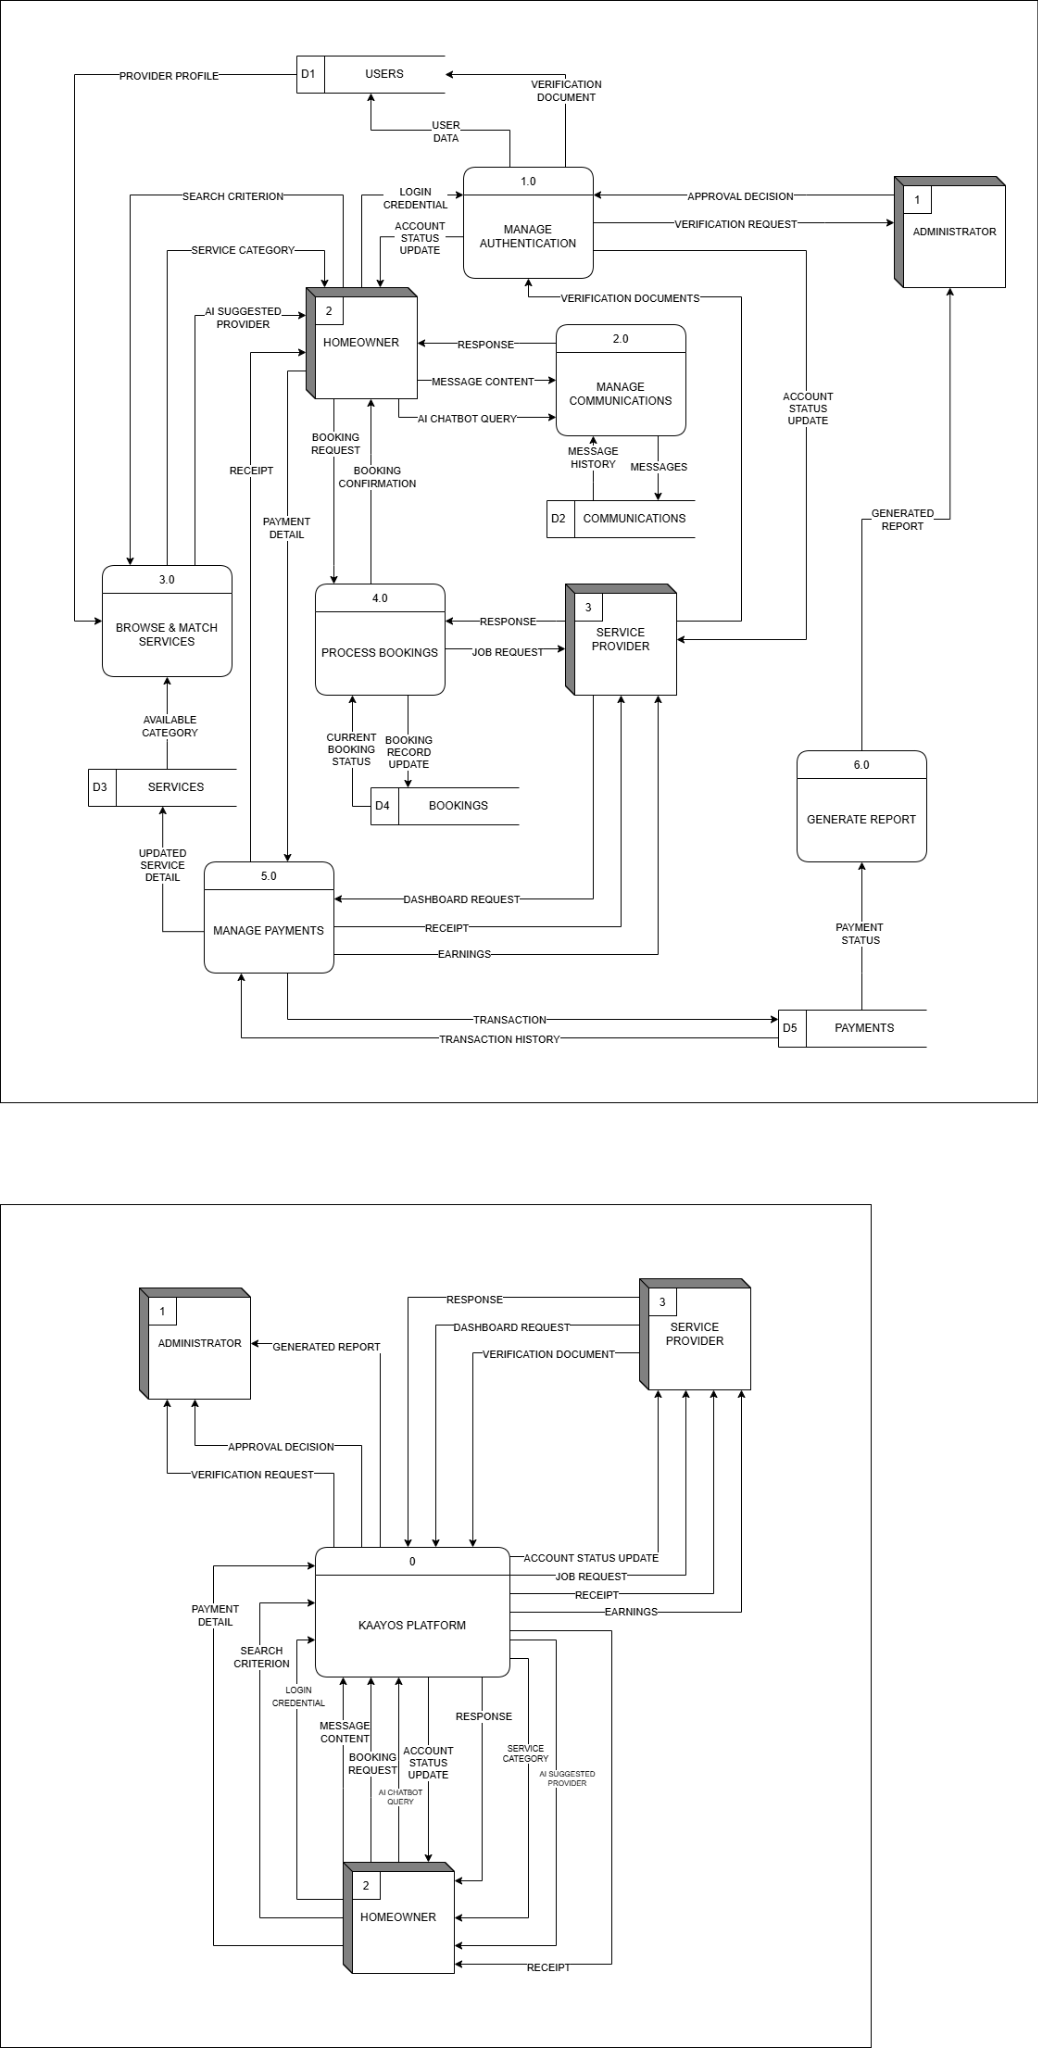 D1
USERS
PROVIDER PROFILE
VERIFICATION
DOCUMENT
USER
DATA
1.0
MANAGE
AUTHENTICATION
SEARCH CRITERION
LOGIN
CREDENTIAL
APPROVAL DECISION
1
ADMINISTRATOR
VERIFICATION REQUEST
ACCOUNT
STATUS
UPDATE
SERVICE CATEGORY
VERIFICATION DOCUMENTS
AI SUGGESTED
PROVIDER
2
HOMEOWNER
2.0
MANAGE
COMMUNICATIONS
RESPONSE
MESSAGE CONTENT
AI CHATBOT QUERY
ACCOUNT
STATUS
UPDATE
BOOKING
REQUEST
MESSAGE
HISTORY
MESSAGES
RECEIPT
BOOKING
CONFIRMATION
PAYMENT
DETAIL
D2
COMMUNICATIONS
GENERATED
REPORT
3.0
BROWSE & MATCH
SERVICES
4.0
PROCESS BOOKINGS
RESPONSE
JOB REQUEST
3
SERVICE
PROVIDER
AVAILABLE
CATEGORY
CURRENT
BOOKING
STATUS
BOOKING
RECORD
UPDATE
6.0
GENERATE REPORT
D3
SERVICES
D4
BOOKINGS
UPDATED
SERVICE
DETAIL
5.0
MANAGE PAYMENTS
DASHBOARD REQUEST
RECEIPT
EARNINGS
PAYMENT
STATUS
TRANSACTION
TRANSACTION HISTORY
D5
PAYMENTS
1
ADMINISTRATOR
3
SERVICE
PROVIDER
RESPONSE
DASHBOARD REQUEST
GENERATED REPORT
VERIFICATION DOCUMENT
APPROVAL DECISION
VERIFICATION REQUEST
0
KAAYOS PLATFORM
ACCOUNT STATUS UPDATE
JOB REQUEST
RECEIPT
EARNINGS
PAYMENT
DETAIL
SEARCH
CRITERION
LOGIN
CREDENTIAL
MESSAGE
CONTENT
BOOKING
REQUEST
AI CHATBOT
QUERY
ACCOUNT
STATUS
UPDATE
RESPONSE
SERVICE
CATEGORY
AI SUGGESTED
PROVIDER
2
HOMEOWNER
RECEIPT